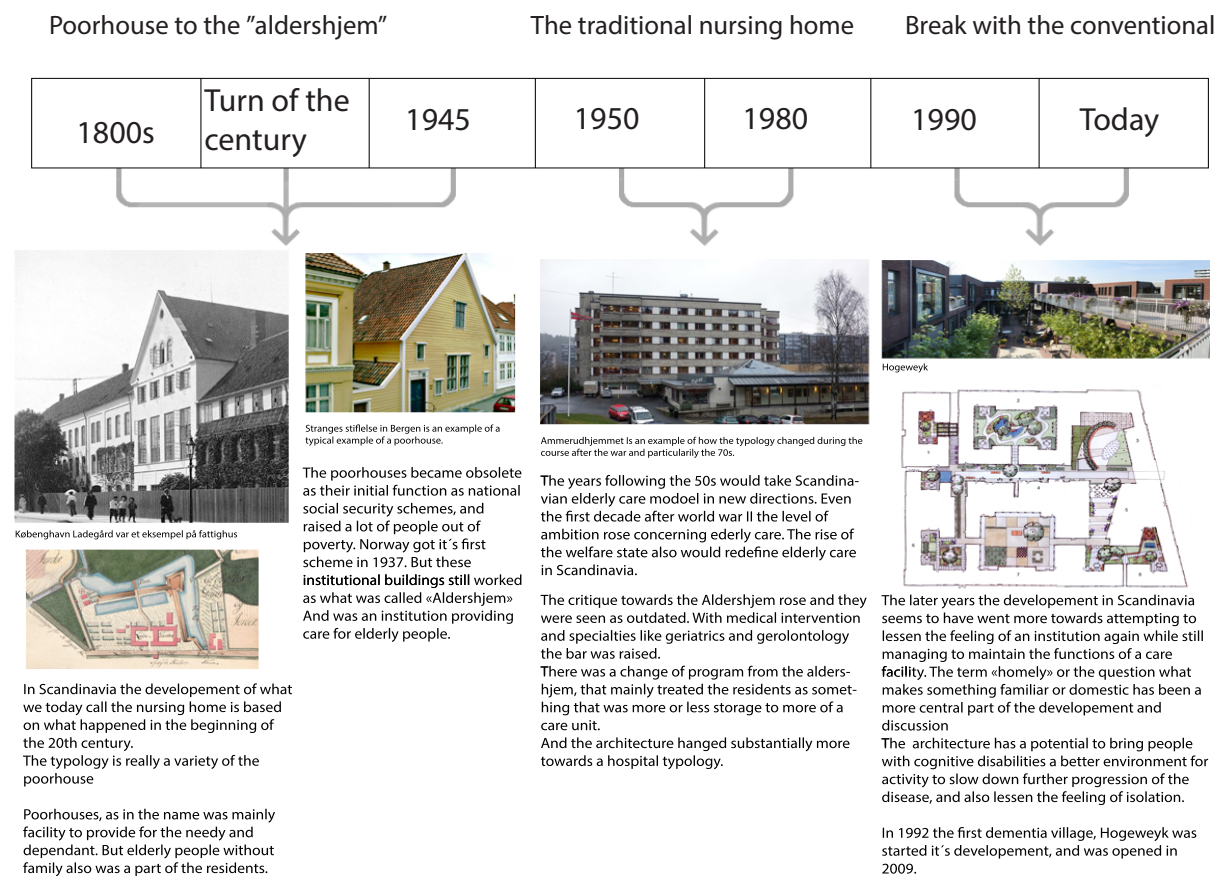 Poorhouse to the ”aldershjem”
The traditional nursing home
Break with the conventional
1800s
Turn of the
century
1945
1950
1980
1990
Today
København Ladegård var et eksempel på fattighus
In Scandinavia the developement of what
we today call the nursing home is based
on what happened in the beginning of
the 20th century.
The typology is really a variety of the
poorhouse
Poorhouses, as in the name was mainly
facility to provide for the needy and
dependant. But elderly people without
family also was a part of the residents.
Stranges stiflelse in Bergen is an example of a
typical example of a poorhouse.
The poorhouses became obsolete
as their initial function as national
social security schemes, and
raised a lot of people out of
poverty. Norway got it´s first
scheme in 1937. But these
institutional buildings still worked
as what was called «Aldershjem»
And was an institution providing
care for elderly people.
Ammerudhjemmet Is an example of how the typology changed during the
course after the war and particularily the 70s.
The years following the 50s would take Scandina-
vian elderly care modoel in new directions. Even
the first decade after world war II the level of
ambition rose concerning ederly care. The rise of
the welfare state also would redefine elderly care
in Scandinavia.
The critique towards the Aldershjem rose and they
were seen as outdated. With medical intervention
and specialties like geriatrics and gerolontology
the bar was raised.
There was a change of program from the alders-
hjem, that mainly treated the residents as somet-
hing that was more or less storage to more of a
care unit.
And the architecture hanged substantially more
towards a hospital typology.
Hogeweyk
The later years the developement in Scandinavia
seems to have went more towards attempting to
lessen the feeling of an institution again while still
managing to maintain the functions of a care
facility. The term «homely» or the question what
makes something familiar or domestic has been a
more central part of the developement and
discussion
The  architecture has a potential to bring people
with cognitive disabilities a better environment for
activity to slow down further progression of the
disease, and also lessen the feeling of isolation.
In 1992 the first dementia village, Hogeweyk was
started it´s developement, and was opened in
2009.